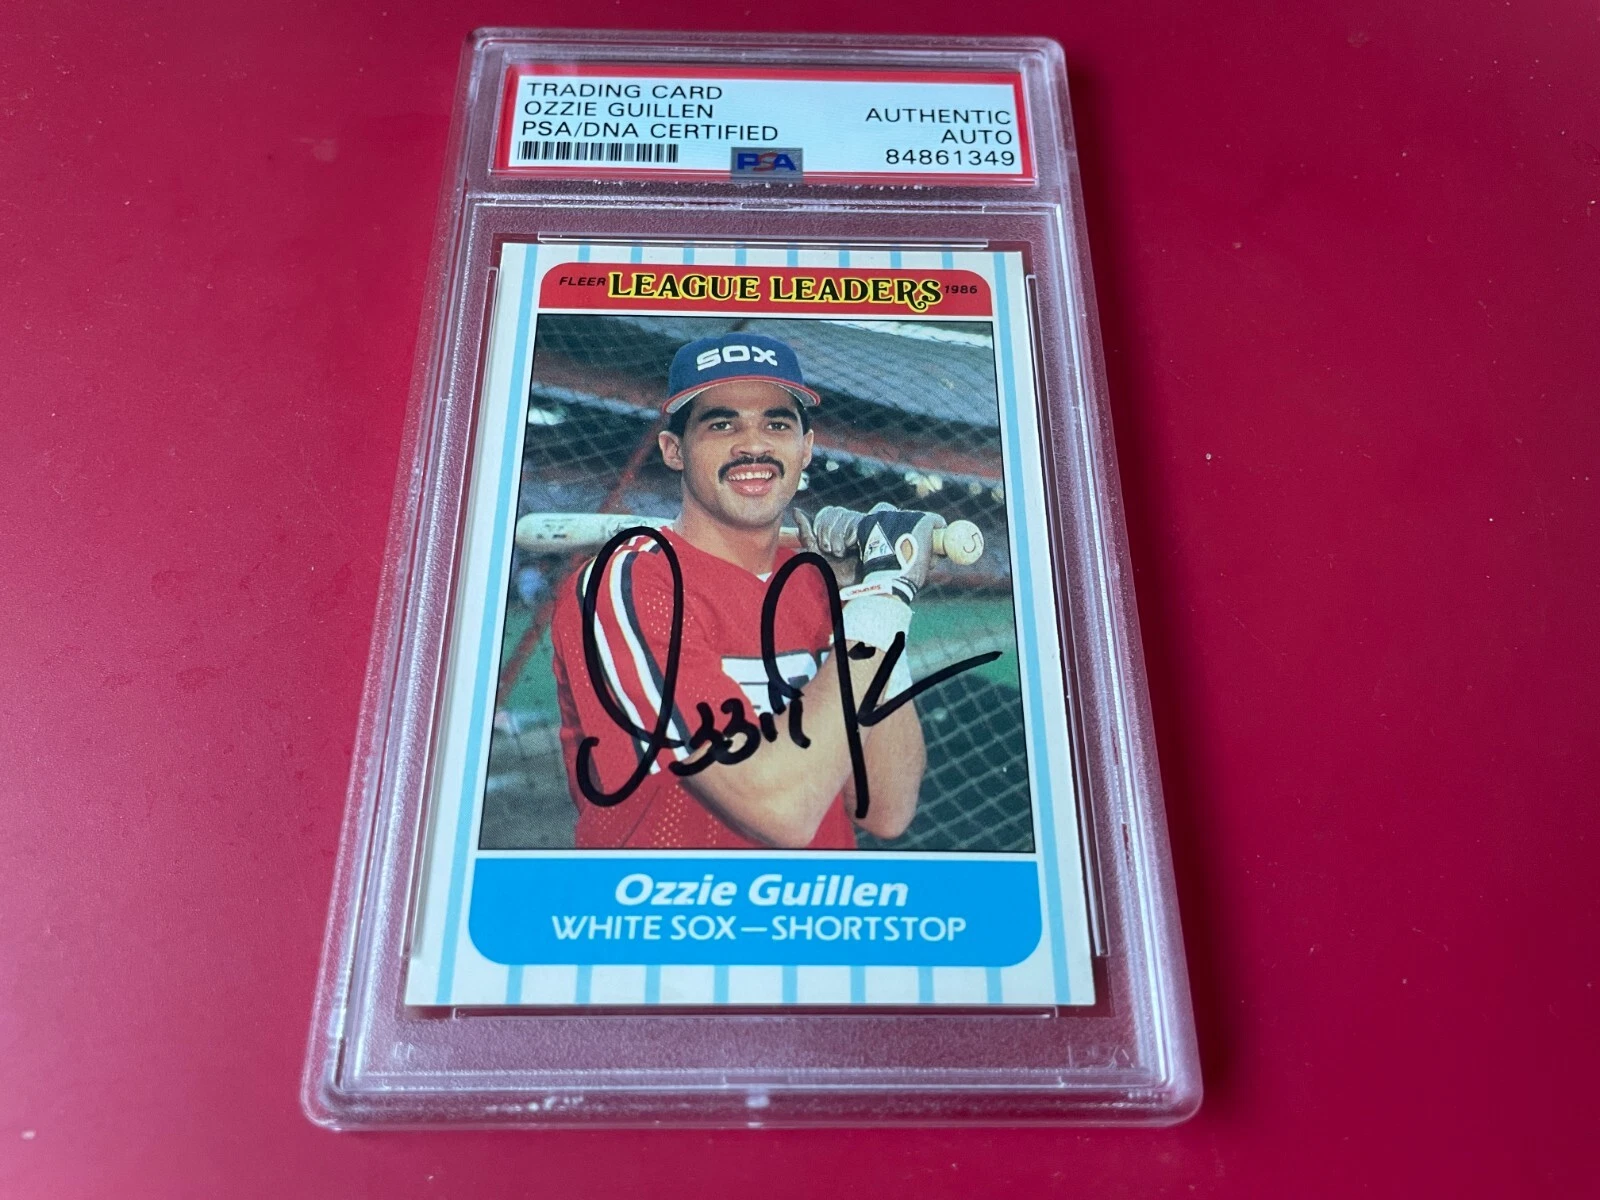 TRADING CARD
OZZIE GUILLEN
PSA/DNA CERTIFIED
AUTHENTIC
AUTO
84861349
PSA
FLEER LEAGUE LEADERS 1986
SOX
5
Ozzie Guillen
WHITE SOX—SHORTSTOP